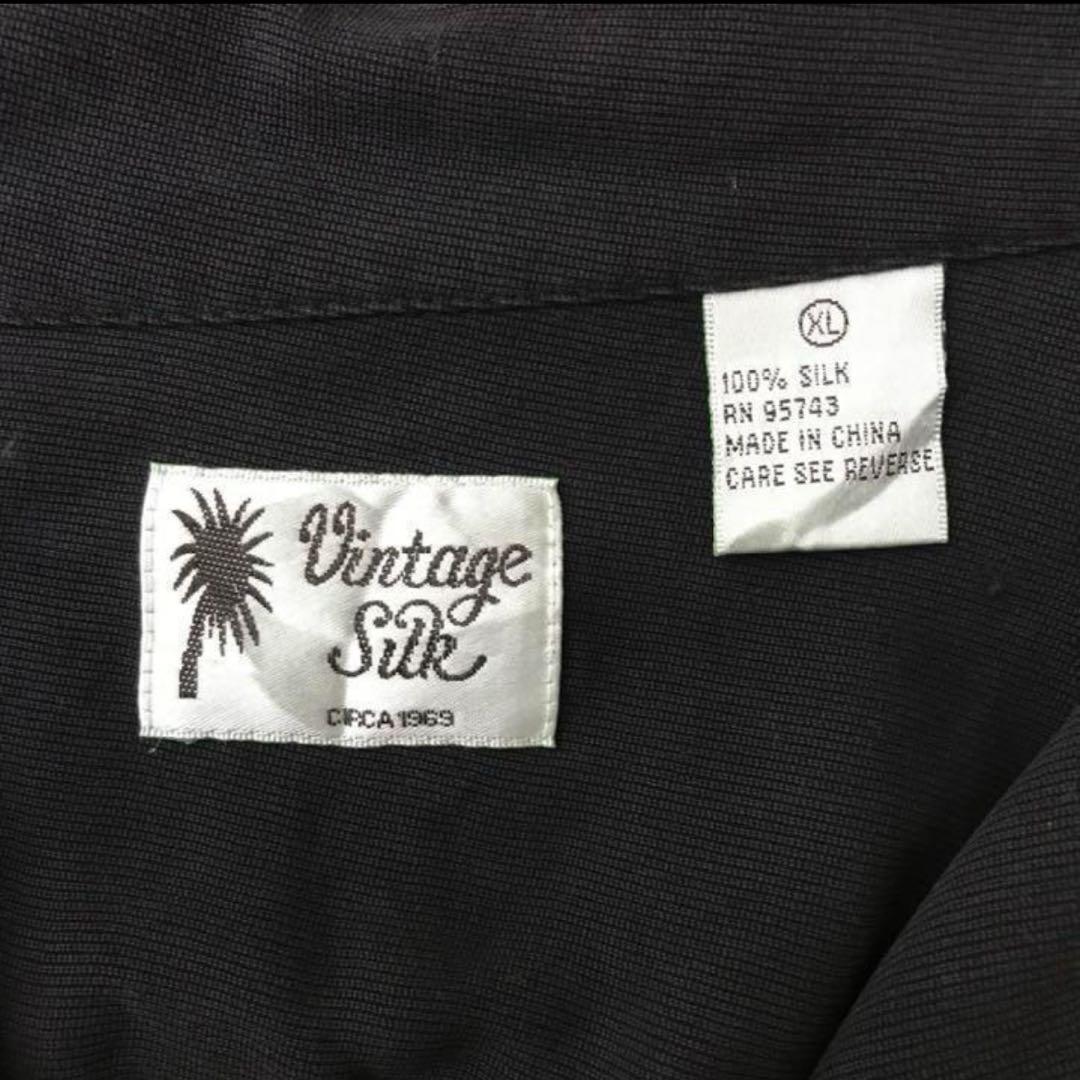 Vintage
Silk
CIRCA 1969
XL
100% SILK
RN 95743
MADE IN CHINA
CARE SEE REVERSE